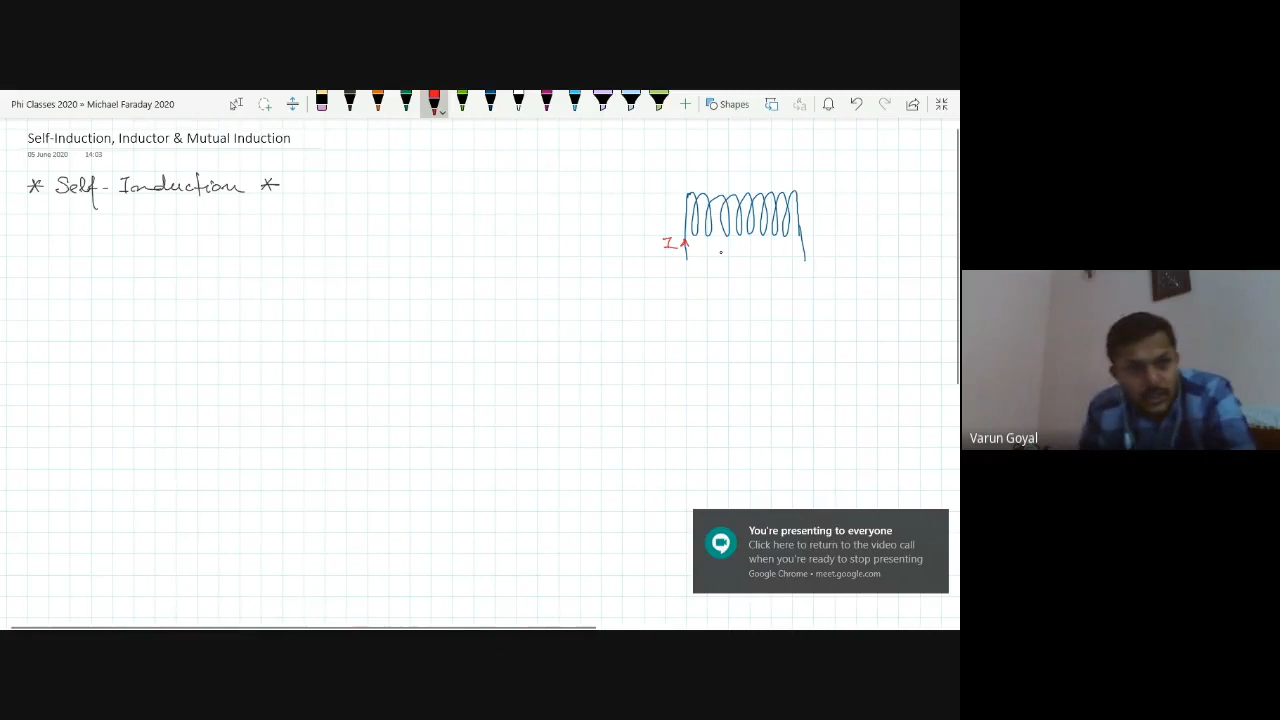 Phi Classes 2020 » Michael Faraday 2020
Shapes
Self-Induction, Inductor & Mutual Induction
05 June 2020 14:03
* Self-Induction *
I
Varun Goyal
You're presenting to everyone
Click here to return to the video call
when you're ready to stop presenting
Google Chrome • meet.google.com